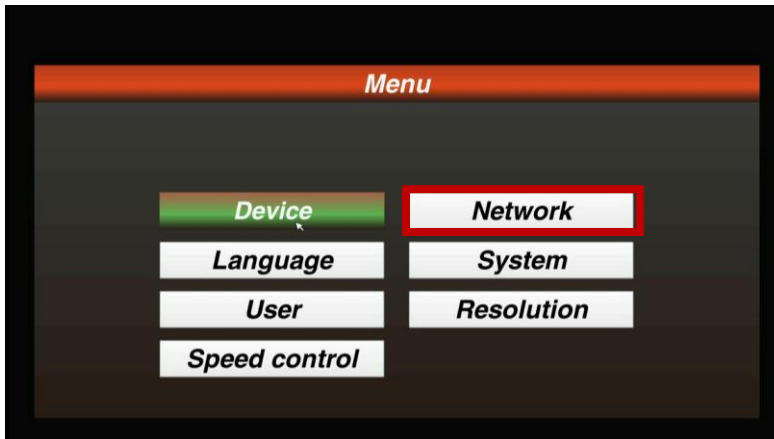 Menu
Device
Network
Language
System
User
Resolution
Speed control